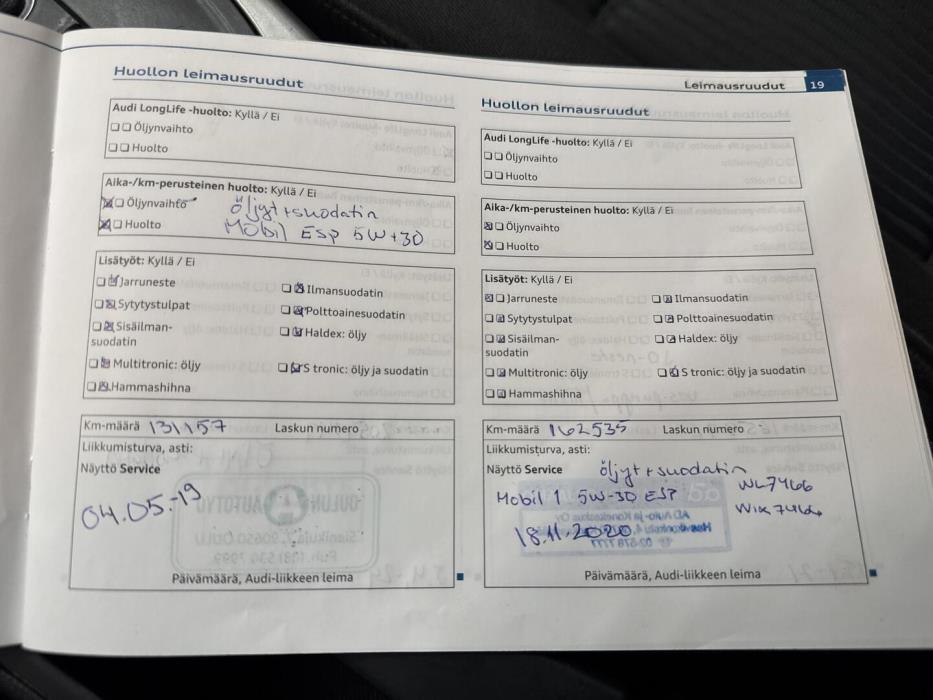 Leimausruudut 19
Huollon leimausruudut
Audi LongLife -huolto: Kyllä / Ei
Öljynvaihto
Huolto
Aika-/km-perusteinen huolto: Kyllä / Ei
Öljynvaihto Öljyt+suodatin
Huolto Mobil ESP 5W+30
Lisätyöt: Kyllä / Ei
Jarruneste Ilmansuodatin
Sytytystulpat Polttoainesuodatin
Sisäilman- Haldex: öljy
suodatin
Multitronic: öljy S tronic: öljy ja suodatin
Hammashihna
Km-määrä 131157 Laskun numero
Liikkumisturva, asti:
Näyttö Service
04.05.-19
Päivämäärä, Audi-liikkeen leima
Huollon leimausruudut
Audi LongLife -huolto: Kyllä / Ei
Öljynvaihto
Huolto
Aika-/km-perusteinen huolto: Kyllä / Ei
Öljynvaihto
Huolto
Lisätyöt: Kyllä / Ei
Jarruneste Ilmansuodatin
Sytytystulpat Polttoainesuodatin
Sisäilman- Haldex: öljy
suodatin
Multitronic: öljy S tronic: öljy ja suodatin
Hammashihna
Km-määrä 162535 Laskun numero
Liikkumisturva, asti:
Näyttö Service öljyt+suodatin
Mobil 1 5W-30 ESP WL7466
18.11.2020
Päivämäärä, Audi-liikkeen leima